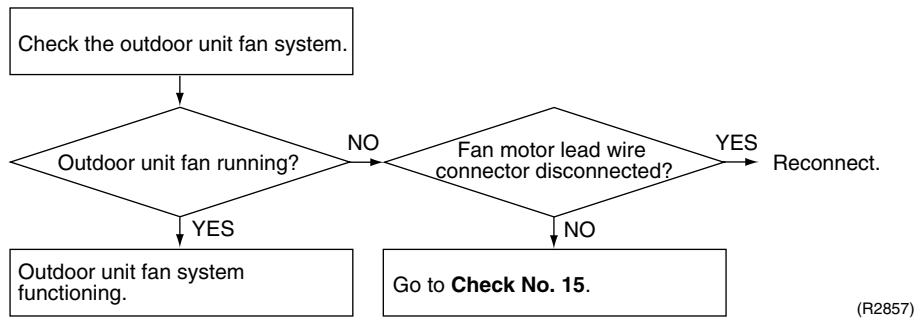 Check the outdoor unit fan system.
Outdoor unit fan running?
NO
Fan motor lead wire
connector disconnected?
YES
Reconnect.
YES
NO
Outdoor unit fan system
functioning.
Go to Check No. 15.
(R2857)